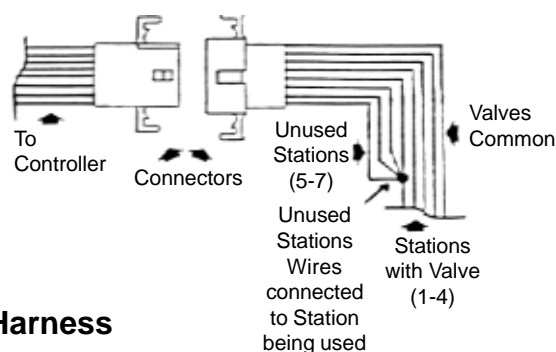 To
Controller
Connectors
Unused
Stations
(5-7)
Valves
Common
Unused
Stations
Wires
connected
to Station
being used
Stations
with Valve
(1-4)
Harness